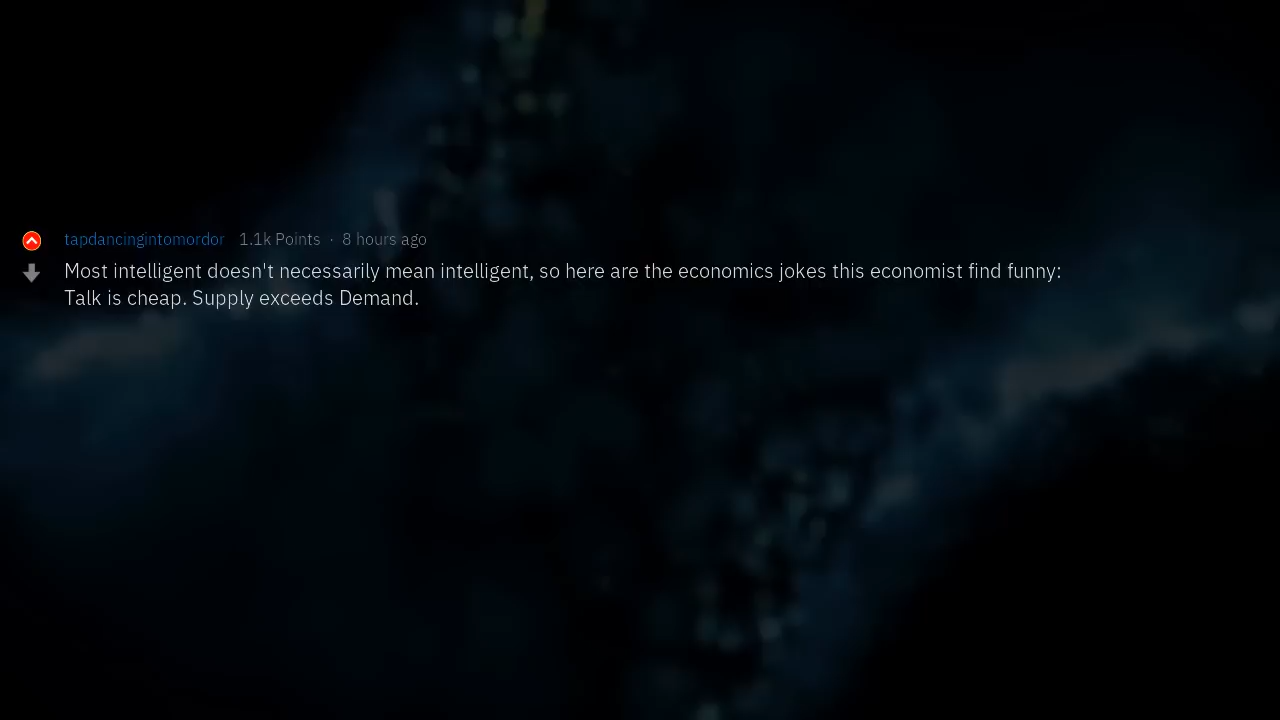 tapdancingintomordor 1.1k Points · 8 hours ago
Most intelligent doesn't necessarily mean intelligent, so here are the economics jokes this economist find funny:
Talk is cheap. Supply exceeds Demand.